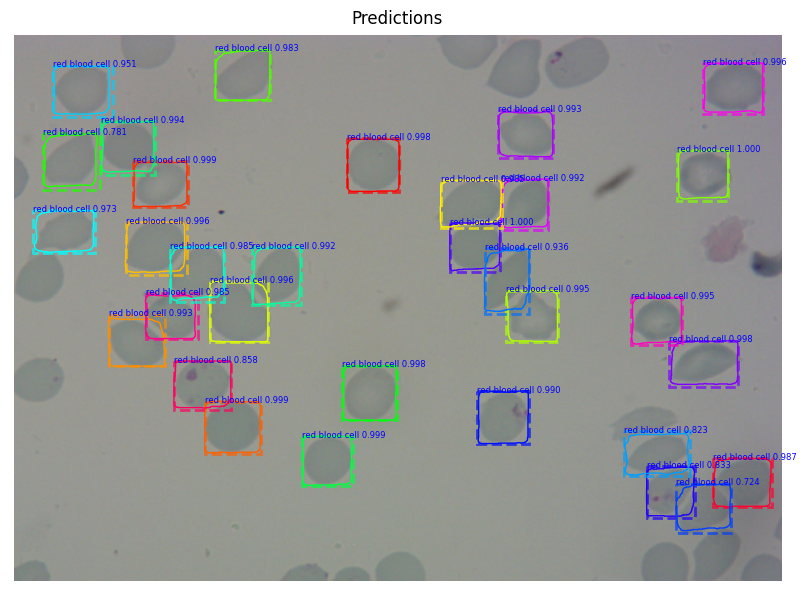 Predictions
red blood cell 0.983
red blood cell 0.951
red blood cell 0.996
red blood cell 0.993
red blood cell 0.994
red blood cell 0.781
red blood cell 0.998
red blood cell 1.000
red blood cell 0.999
red blood cell
red blood cell 0.992
red blood cell 0.973
red blood cell 0.996
red blood cell 1.000
red blood cell 0.985
red blood cell 0.992
red blood cell 0.936
red blood cell 0.996
red blood cell 0.985
red blood cell 0.995
red blood cell 0.995
red blood cell 0.993
red blood cell 0.998
red blood cell 0.858
red blood cell 0.998
red blood cell 0.990
red blood cell 0.999
red blood cell 0.823
red blood cell 0.999
red blood cell 0.987
red blood cell 0.833
red blood cell 0.724